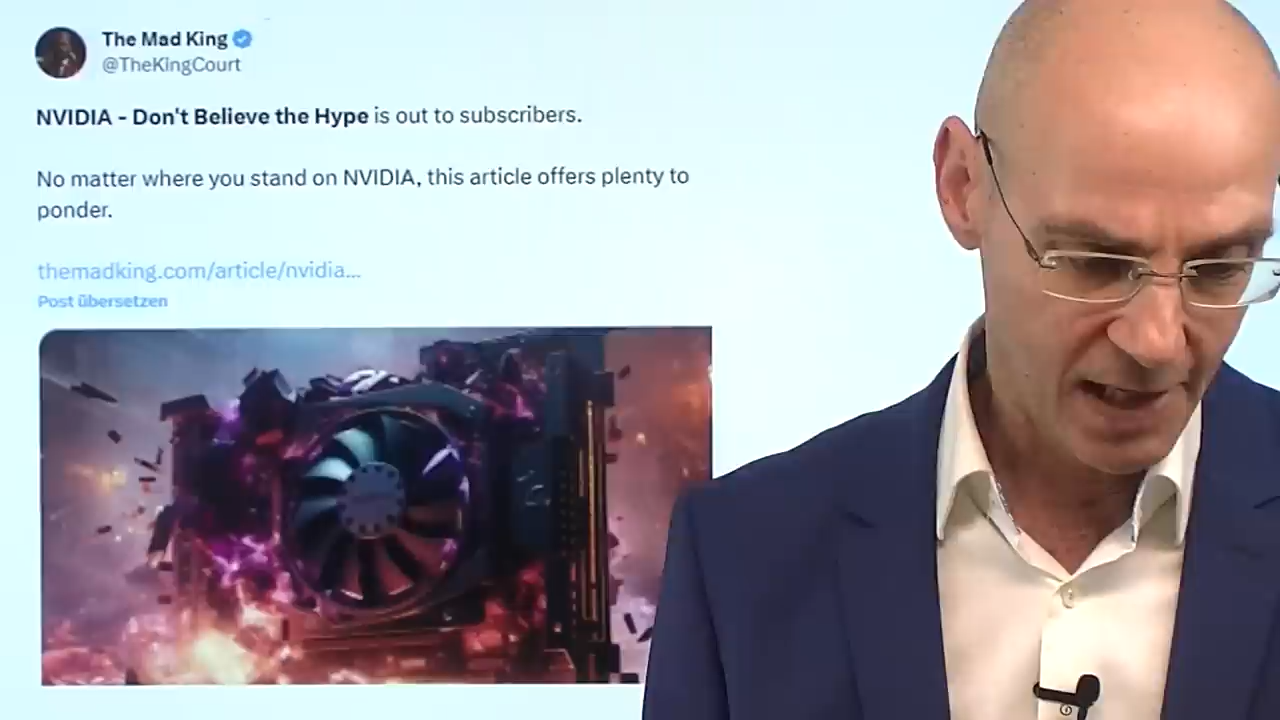 The Mad King
@TheKingCourt
NVIDIA - Don't Believe the Hype is out to subscribers.
No matter where you stand on NVIDIA, this article offers plenty to
ponder.
themadking.com/article/nvidia...
Post übersetzen